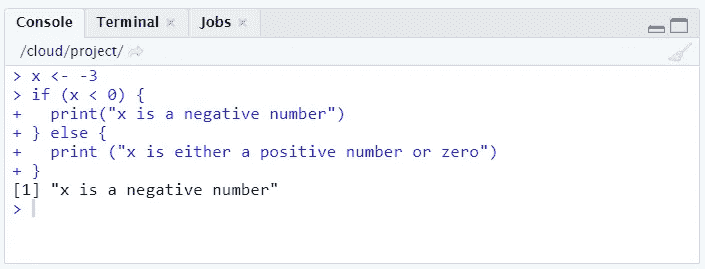 Console Terminal × Jobs ×
/cloud/project/
> x <- -3
> if (x < 0) {
+   print("x is a negative number")
+ } else {
+   print ("x is either a positive number or zero")
+ }
[1] "x is a negative number"
>